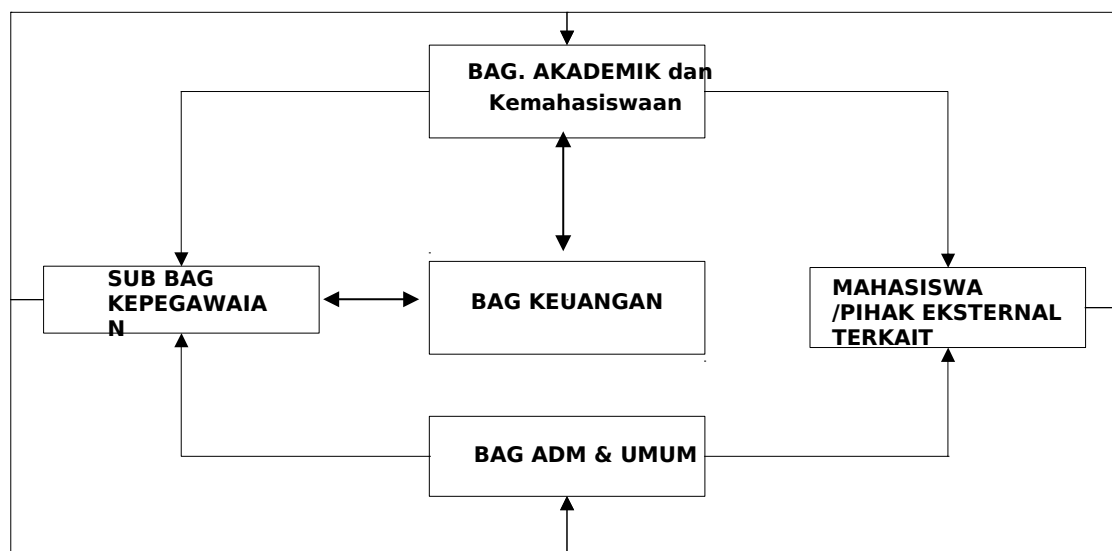 BAG. AKADEMIK dan
Kemahasiswaan
SUB BAG
KEPEGAWAIA
N
BAG KEUANGAN
MAHASISWA
/PIHAK EKSTERNAL
TERKAIT
BAG ADM & UMUM